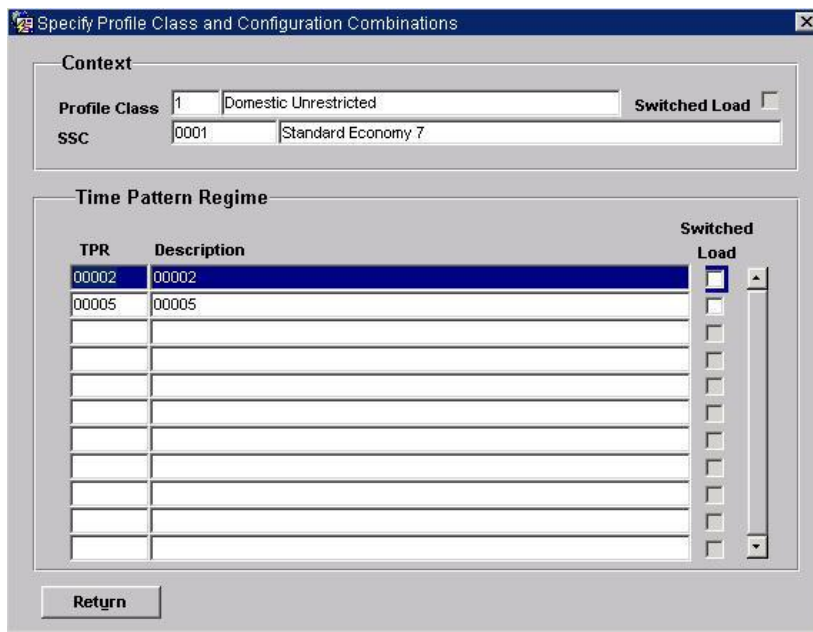 Specify Profile Class and Configuration Combinations
Context
Profile Class 1 Domestic Unrestricted Switched Load
SSC 0001 Standard Economy 7
Time Pattern Regime
Switched
TPR Description Load
00002 00002
00005 00005
Return